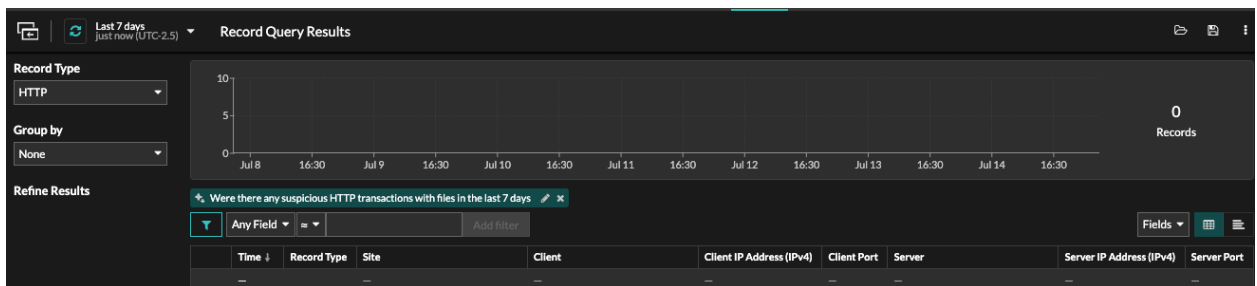 Last 7 days
just now (UTC-2.5)
Record Query Results
Record Type
HTTP
Group by
None
Refine Results
10
5
0
Jul 8 16:30 Jul 9 16:30 Jul 10 16:30 Jul 11 16:30 Jul 12 16:30 Jul 13 16:30 Jul 14 16:30
0
Records
Were there any suspicious HTTP transactions with files in the last 7 days
Any Field ≈ Add filter
Fields
Time ↓ Record Type Site Client Client IP Address (IPv4) Client Port Server Server IP Address (IPv4) Server Port
— — — — — — —